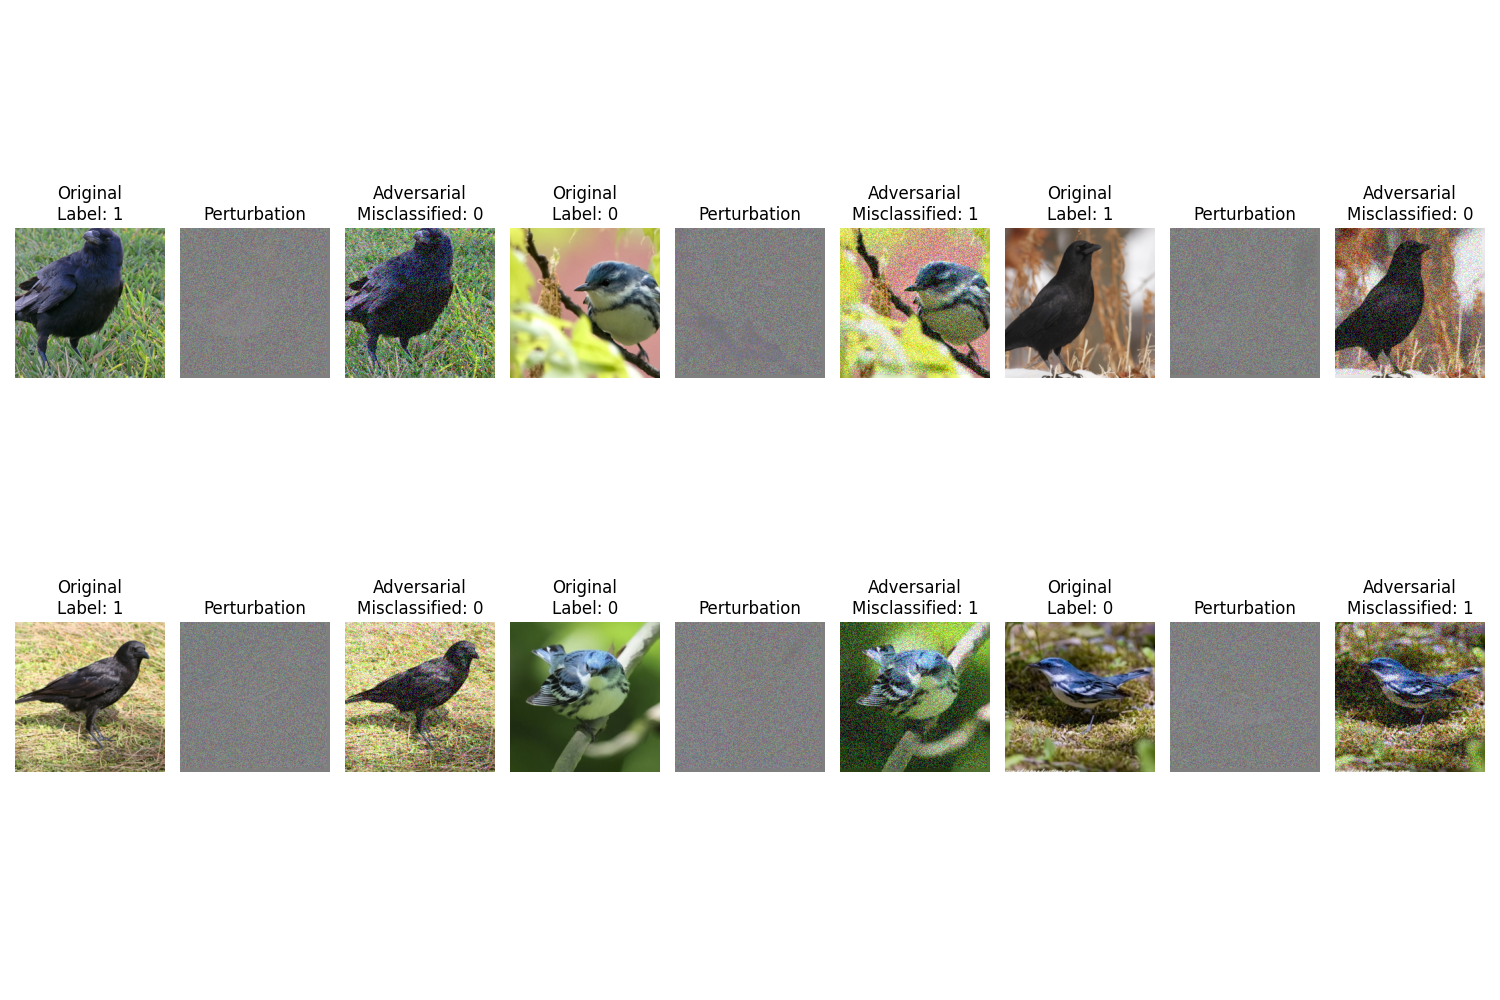 Original
Label: 1
Perturbation
Adversarial
Misclassified: 0
Original
Label: 0
Perturbation
Adversarial
Misclassified: 1
Original
Label: 1
Perturbation
Adversarial
Misclassified: 0
Original
Label: 1
Perturbation
Adversarial
Misclassified: 0
Original
Label: 0
Perturbation
Adversarial
Misclassified: 1
Original
Label: 0
Perturbation
Adversarial
Misclassified: 1